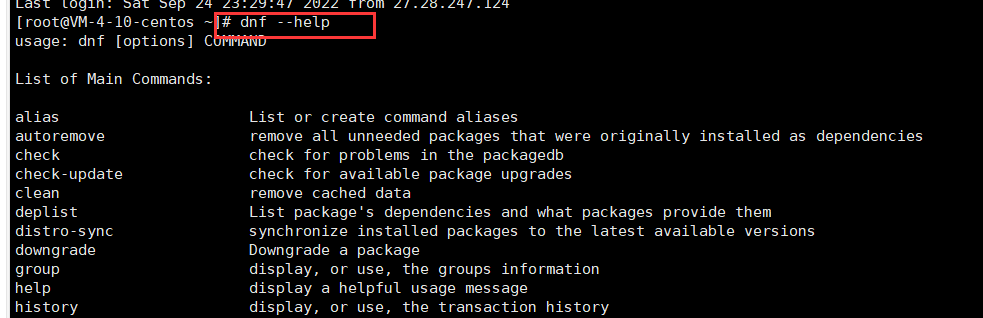 Last login: Sat Sep 24 23:29:47 2022 from 27.28.247.124
[root@VM-4-10-centos ~]# dnf --help
usage: dnf [options] COMMAND
List of Main Commands:
alias List or create command aliases
autoremove remove all unneeded packages that were originally installed as dependencies
check check for problems in the packagedb
check-update check for available package upgrades
clean remove cached data
deplist List package's dependencies and what packages provide them
distro-sync synchronize installed packages to the latest available versions
downgrade Downgrade a package
group display, or use, the groups information
help display a helpful usage message
history display, or use, the transaction history